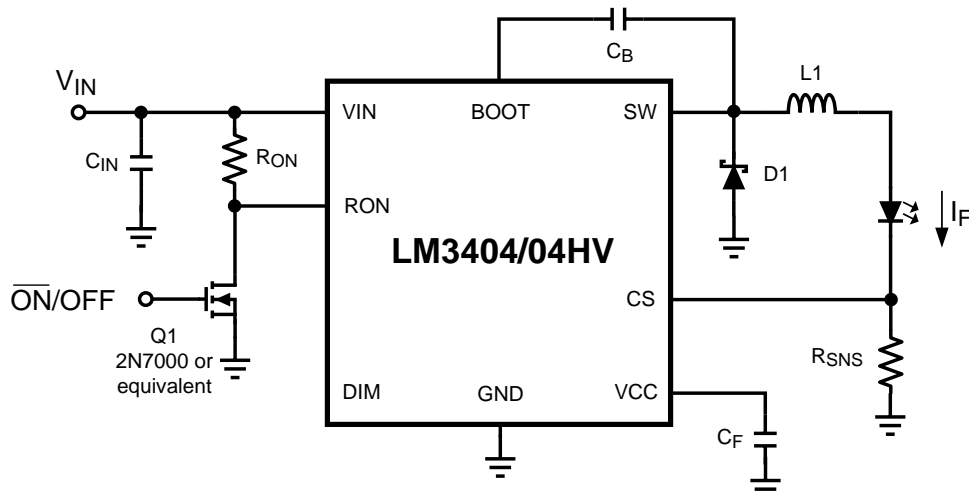 C_B
L1
V_IN
VIN
BOOT
SW
C_IN
R_ON
D1
RON
I_F
LM3404/04HV
O̅N̅/OFF
CS
Q1
2N7000 or
equivalent
R_SNS
DIM
GND
VCC
C_F